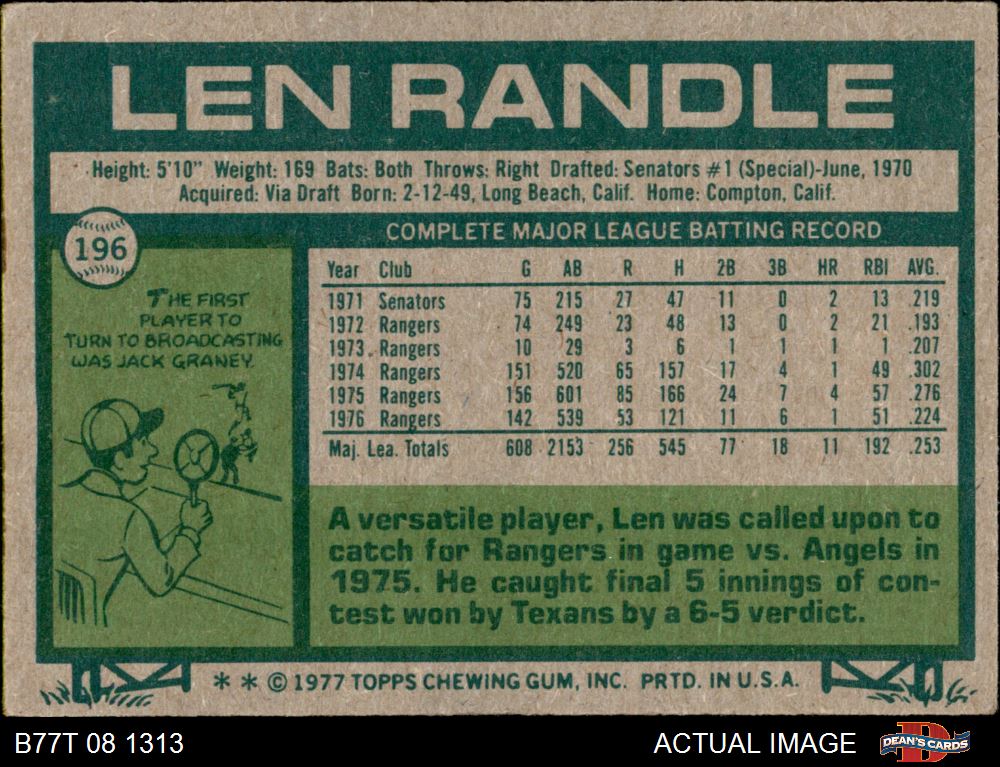 LEN RANDLE
Height: 5'10" Weight: 169 Bats: Both Throws: Right Drafted: Senators #1 (Special)-June, 1970
Acquired: Via Draft Born: 2-12-49, Long Beach, Calif. Home: Compton, Calif.
196
THE FIRST
PLAYER TO
TURN TO BROADCASTING
WAS JACK GRANEY.
COMPLETE MAJOR LEAGUE BATTING RECORD
Year Club G AB R H 2B 3B HR RBI AVG.
1971 Senators 75 215 27 47 11 0 2 13 .219
1972 Rangers 74 249 23 48 13 0 2 21 .193
1973 Rangers 10 29 3 6 1 1 1 1 .207
1974 Rangers 151 520 65 157 17 4 1 49 .302
1975 Rangers 156 601 85 166 24 7 4 57 .276
1976 Rangers 142 539 53 121 11 6 1 51 .224
Maj. Lea. Totals 608 2153 256 545 77 18 11 192 .253
A versatile player, Len was called upon to
catch for Rangers in game vs. Angels in
1975. He caught final 5 innings of con-
test won by Texans by a 6-5 verdict.
* * © 1977 TOPPS CHEWING GUM, INC. PRTD. IN U.S.A.
B77T 08 1313
ACTUAL IMAGE
DEAN'S CARDS